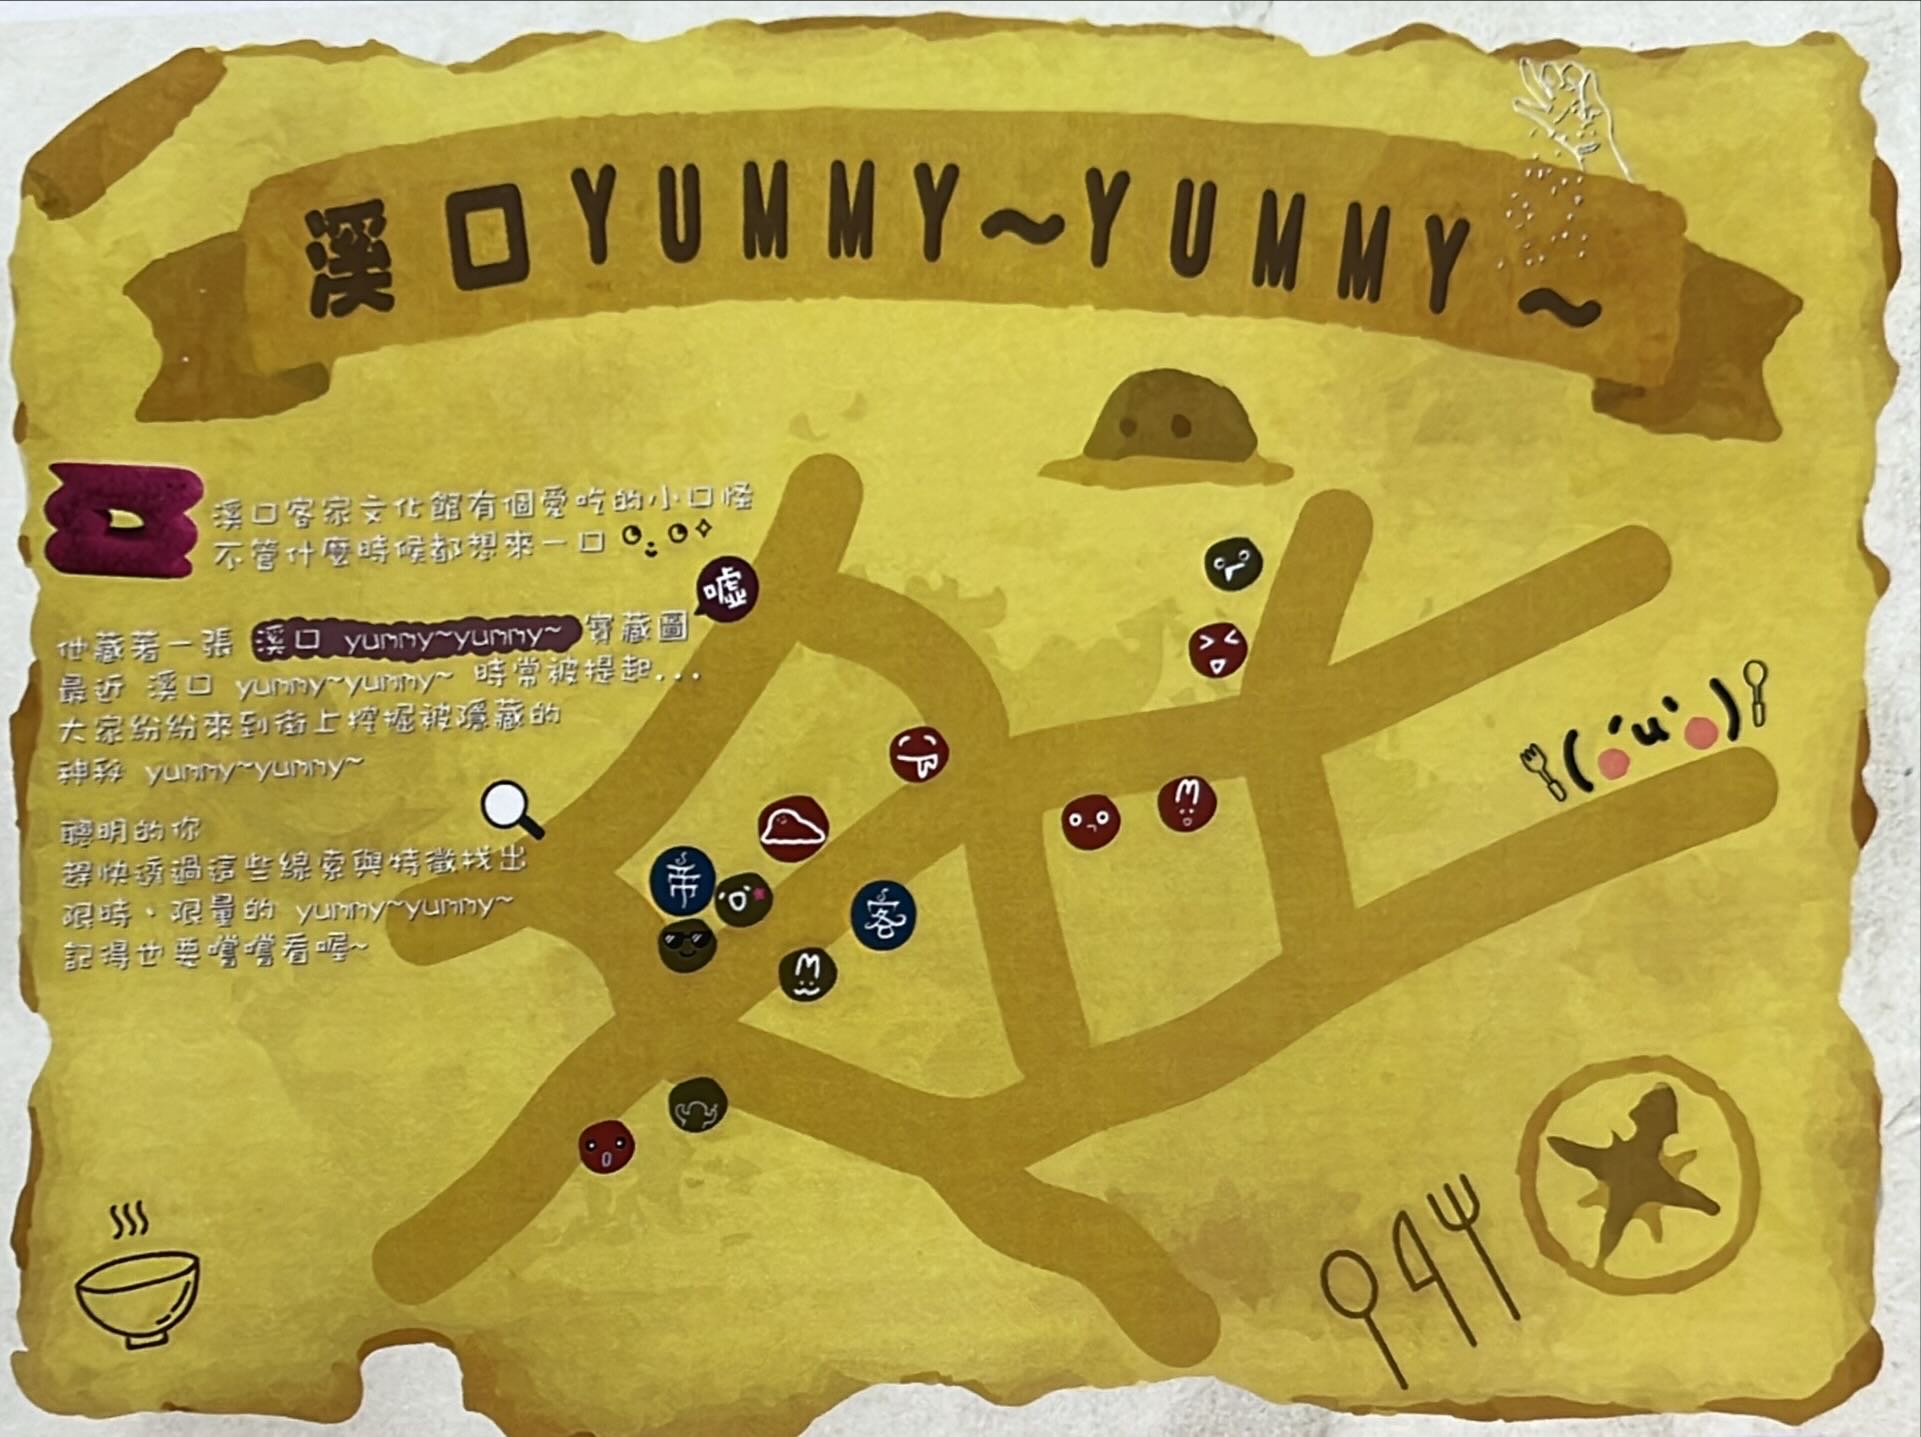 溪口YUMMY~YUMMY~
口
溪口客家文化館有個愛吃的小口怪
不管什麼時候都想來一口
噓
他藏著一張 溪口 yummy~yummy~ 寶藏圖
最近 溪口 yummy~yummy~ 時常被提起...
大家紛紛來到街上挖掘被隱藏的
神秘 yummy~yummy~
聰明的你
趕快透過這些線索與特徵找出
限時、限量的 yummy~yummy~
記得也要嚐嚐看喔~
帝
客